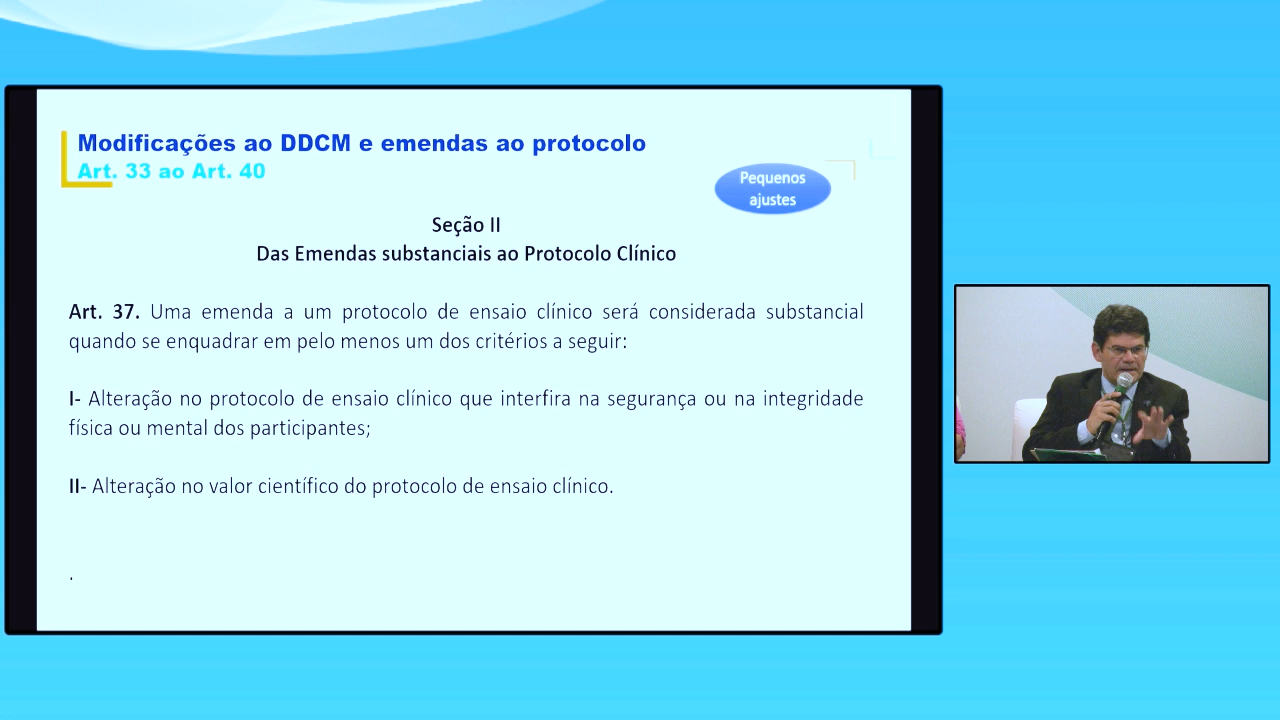 Modificações ao DDCM e emendas ao protocolo
Art. 33 ao Art. 40
Pequenos
ajustes
Seção II
Das Emendas substanciais ao Protocolo Clínico
Art. 37. Uma emenda a um protocolo de ensaio clínico será considerada substancial
quando se enquadrar em pelo menos um dos critérios a seguir:
I- Alteração no protocolo de ensaio clínico que interfira na segurança ou na integridade
física ou mental dos participantes;
II- Alteração no valor científico do protocolo de ensaio clínico.
.